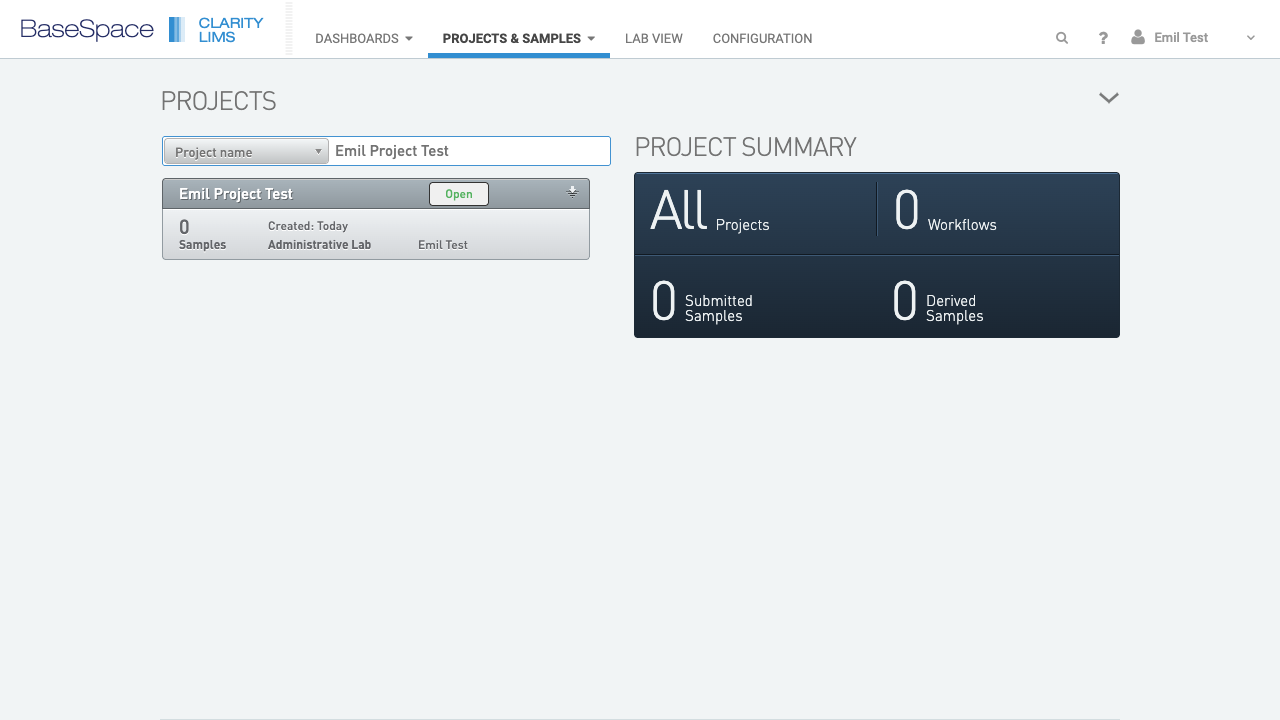 BaseSpace CLARITY LIMS
DASHBOARDS PROJECTS & SAMPLES LAB VIEW CONFIGURATION ? Emil Test
PROJECTS
Project name Emil Project Test
Emil Project Test Open
0 Samples
Created: Today
Administrative Lab Emil Test
PROJECT SUMMARY
All Projects 0 Workflows
0 Submitted Samples 0 Derived Samples